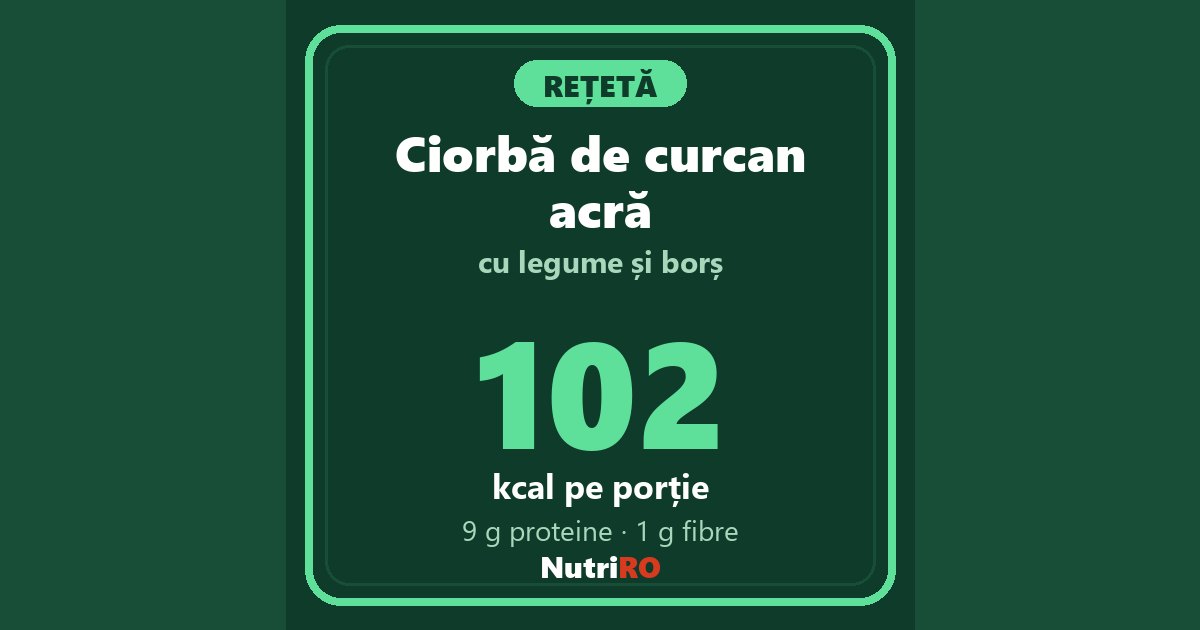 REȚETĂ
Ciorbă de curcan
acră
cu legume și borș
102
kcal pe porție
9 g proteine · 1 g fibre
NutriRO